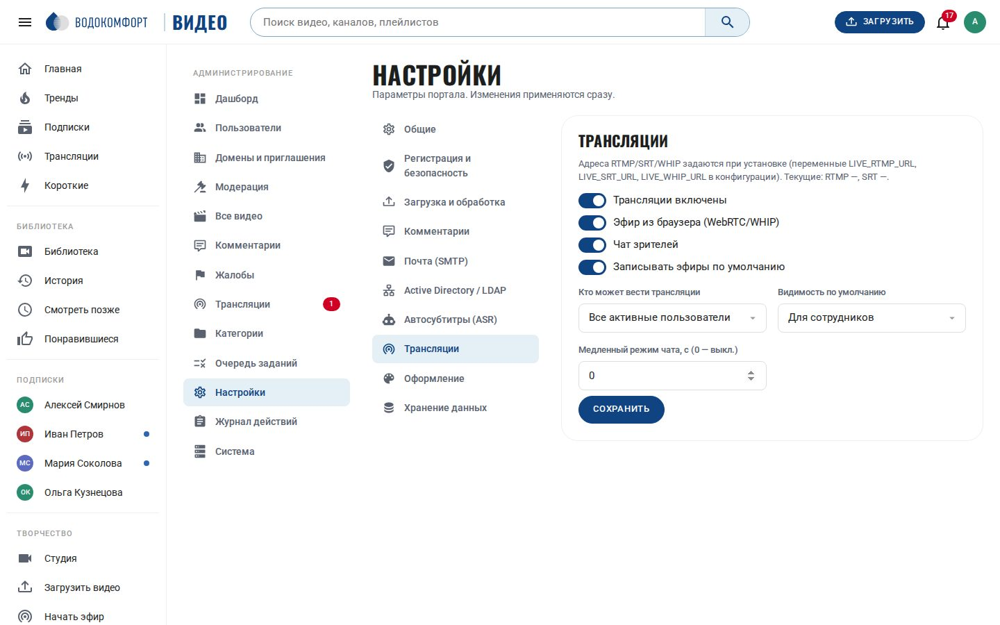 ВОДОКОМФОРТ
ВИДЕО
Поиск видео, каналов, плейлистов
ЗАГРУЗИТЬ
17
А
Главная
Тренды
Подписки
Трансляции
Короткие
БИБЛИОТЕКА
Библиотека
История
Смотреть позже
Понравившиеся
ПОДПИСКИ
АС Алексей Смирнов
ИП Иван Петров
МС Мария Соколова
ОК Ольга Кузнецова
ТВОРЧЕСТВО
Студия
Загрузить видео
Начать эфир
АДМИНИСТРИРОВАНИЕ
Дашборд
Пользователи
Домены и приглашения
Модерация
Все видео
Комментарии
Жалобы
Трансляции 1
Категории
Очередь заданий
Настройки
Журнал действий
Система
НАСТРОЙКИ
Параметры портала. Изменения применяются сразу.
Общие
Регистрация и
безопасность
Загрузка и обработка
Комментарии
Почта (SMTP)
Active Directory / LDAP
Автосубтитры (ASR)
Трансляции
Оформление
Хранение данных
ТРАНСЛЯЦИИ
Адреса RTMP/SRT/WHIP задаются при установке (переменные LIVE_RTMP_URL,
LIVE_SRT_URL, LIVE_WHIP_URL в конфигурации). Текущие: RTMP —, SRT —.
Трансляции включены
Эфир из браузера (WebRTC/WHIP)
Чат зрителей
Записывать эфиры по умолчанию
Кто может вести трансляции
Все активные пользователи
Видимость по умолчанию
Для сотрудников
Медленный режим чата, с (0 — выкл.)
0
СОХРАНИТЬ